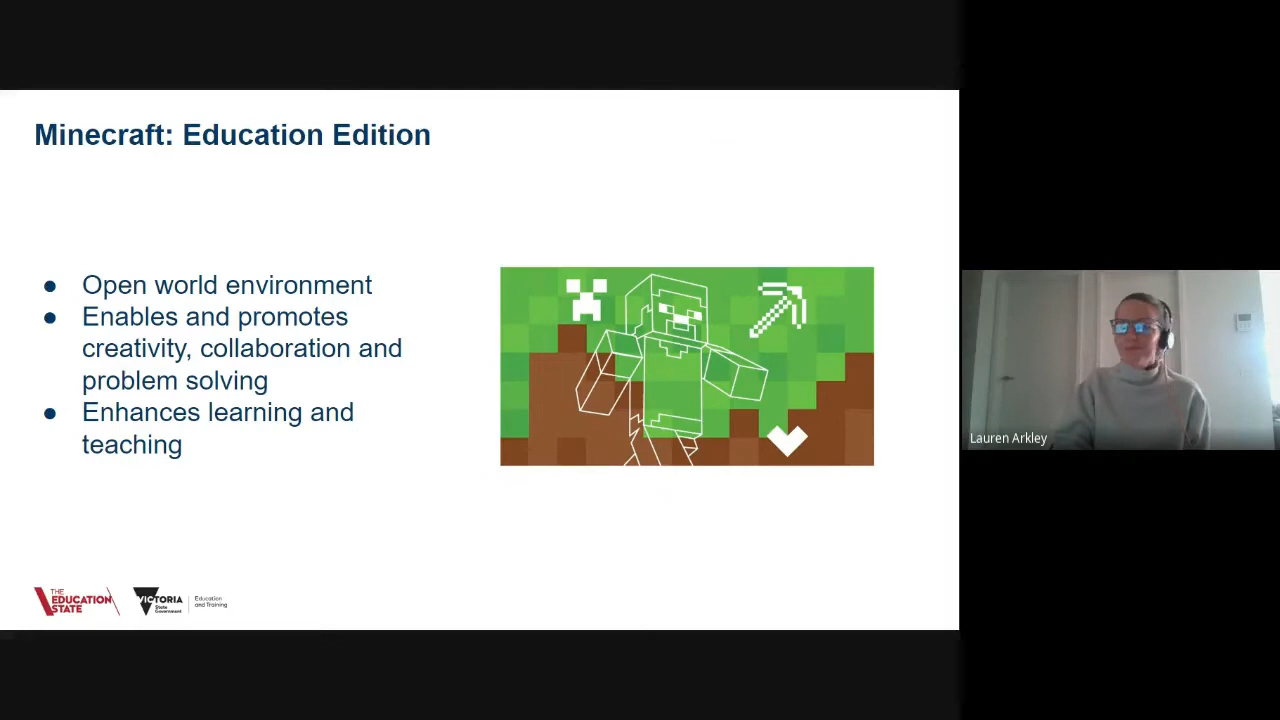 Minecraft: Education Edition
● Open world environment
● Enables and promotes
creativity, collaboration and
problem solving
● Enhances learning and
teaching
THE
EDUCATION
STATE
VICTORIA
State
Government
Education
and Training
Lauren Arkley